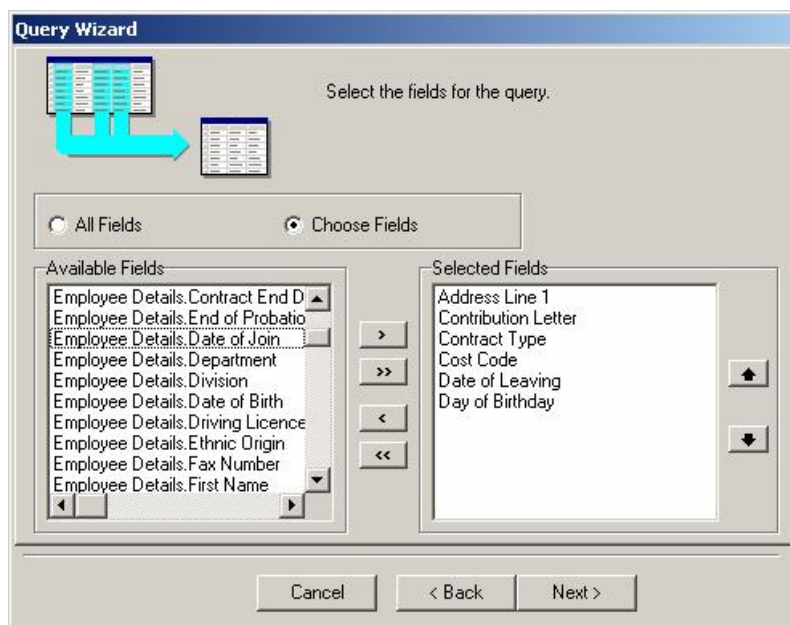 Query Wizard
Select the fields for the query.
All Fields
Choose Fields
Available Fields
Employee Details.Contract End D
Employee Details.End of Probatio
Employee Details.Date of Join
Employee Details.Department
Employee Details.Division
Employee Details.Date of Birth
Employee Details.Driving Licence
Employee Details.Ethnic Origin
Employee Details.Fax Number
Employee Details.First Name
>
>>
<
<<
Selected Fields
Address Line 1
Contribution Letter
Contract Type
Cost Code
Date of Leaving
Day of Birthday
Cancel
< Back
Next >